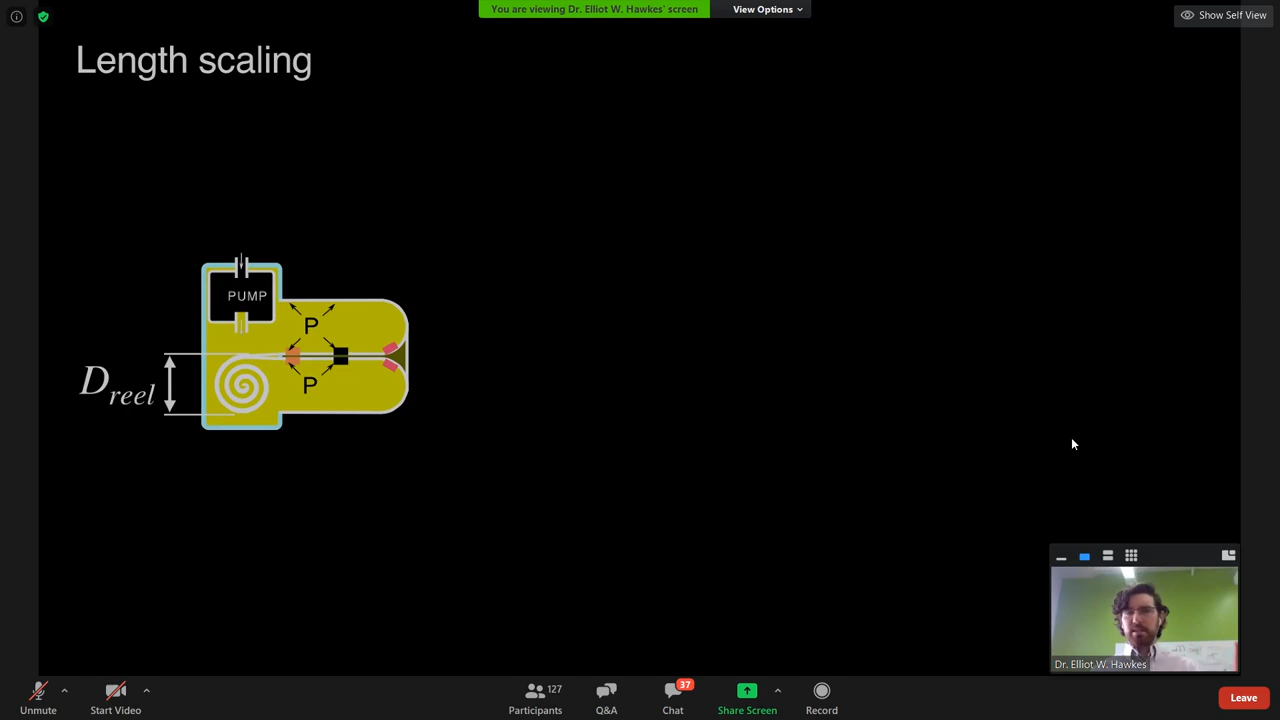 You are viewing Dr. Elliot W. Hawkes' screen
View Options
Show Self View
Length scaling
PUMP
P
P
D reel
Dr. Elliot W. Hawkes
Unmute
Start Video
Participants
127
Q&A
Chat
37
Share Screen
Record
Leave